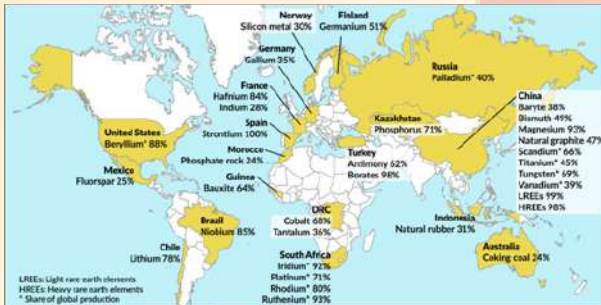 Norway
Silicon metal 30%
Finland
Germanium 51%
Germany
Gallium 35%
Russia
Palladium* 40%
France
Hafnium 84%
Indium 28%
China
Baryte 38%
Bismuth 49%
Magnesium 93%
Natural graphite 47%
Scandium* 66%
Titanium* 45%
Tungsten* 69%
Vanadium* 39%
LREEs 99%
HREEs 98%
United States
Beryllium* 88%
Spain
Strontium 100%
Kazakhstan
Phosphorus 71%
Morocco
Phosphate rock 24%
Turkey
Antimony 62%
Borates 98%
Mexico
Fluorspar 25%
Guinea
Bauxite 64%
DRC
Cobalt 68%
Tantalum 36%
Indonesia
Natural rubber 31%
Brazil
Niobium 85%
Chile
Lithium 78%
South Africa
Iridium* 92%
Platinum* 71%
Rhodium* 80%
Ruthenium* 93%
Australia
Coking coal 24%
LREEs: Light rare earth elements
HREEs: Heavy rare earth elements
* Share of global production